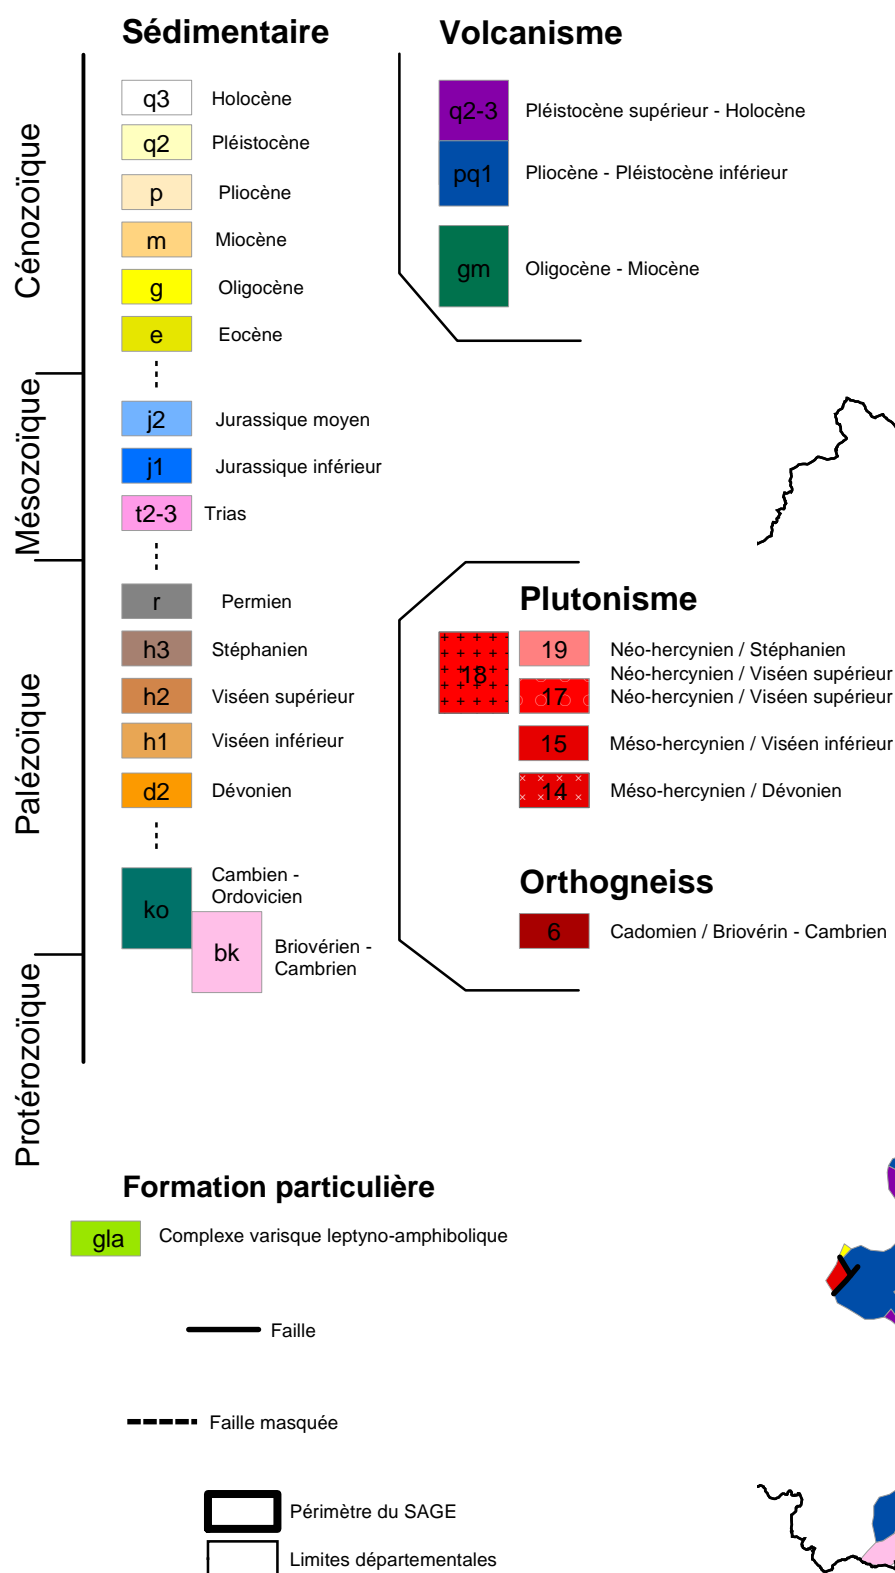 Sédimentaire
Volcanisme
Cénozoïque
q3 Holocène
q2 Pléistocène
p Pliocène
m Miocène
g Oligocène
e Eocène
q2-3 Pléistocène supérieur - Holocène
pq1 Pliocène - Pléistocène inférieur
gm Oligocène - Miocène
Mésozoïque
j2 Jurassique moyen
j1 Jurassique inférieur
t2-3 Trias
Palézoïque
r Permien
h3 Stéphanien
h2 Viséen supérieur
h1 Viséen inférieur
d2 Dévonien
ko Cambien -
Ordovicien
bk Briovérien -
Cambrien
Plutonisme
19 Néo-hercynien / Stéphanien
18 Néo-hercynien / Viséen supérieur
17 Néo-hercynien / Viséen supérieur
15 Méso-hercynien / Viséen inférieur
14 Méso-hercynien / Dévonien
Orthogneiss
6 Cadomien / Briovérin - Cambrien
Protérozoïque
Formation particulière
gla Complexe varisque leptyno-amphibolique
Faille
Faille masquée
Périmètre du SAGE
Limites départementales